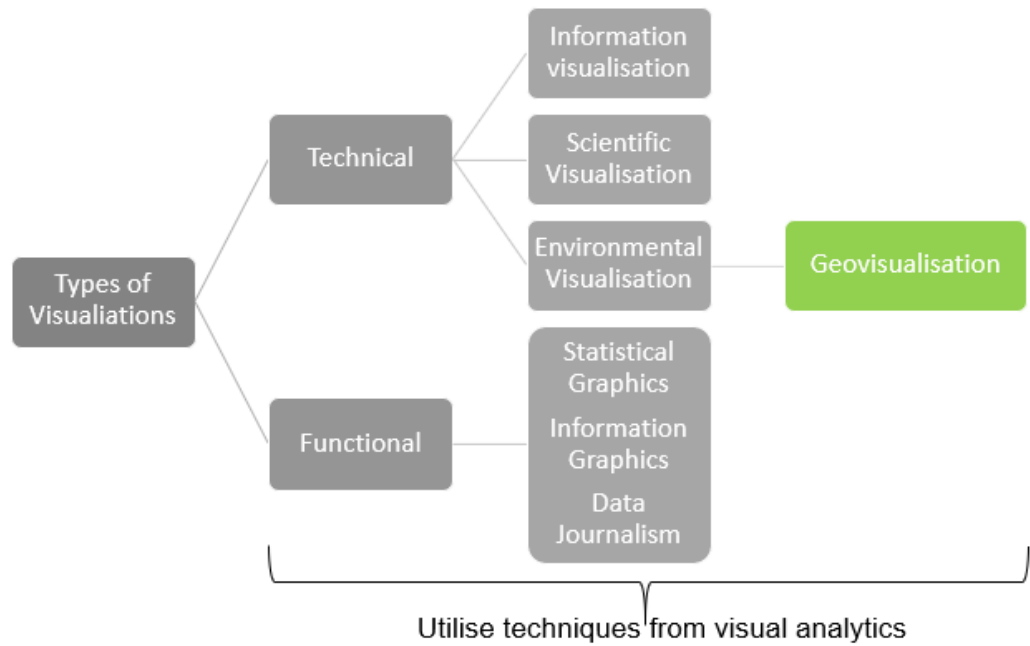 Types of
Visualiations
Technical
Information
visualisation
Scientific
Visualisation
Environmental
Visualisation
Geovisualisation
Functional
Statistical
Graphics
Information
Graphics
Data
Journalism
Utilise techniques from visual analytics